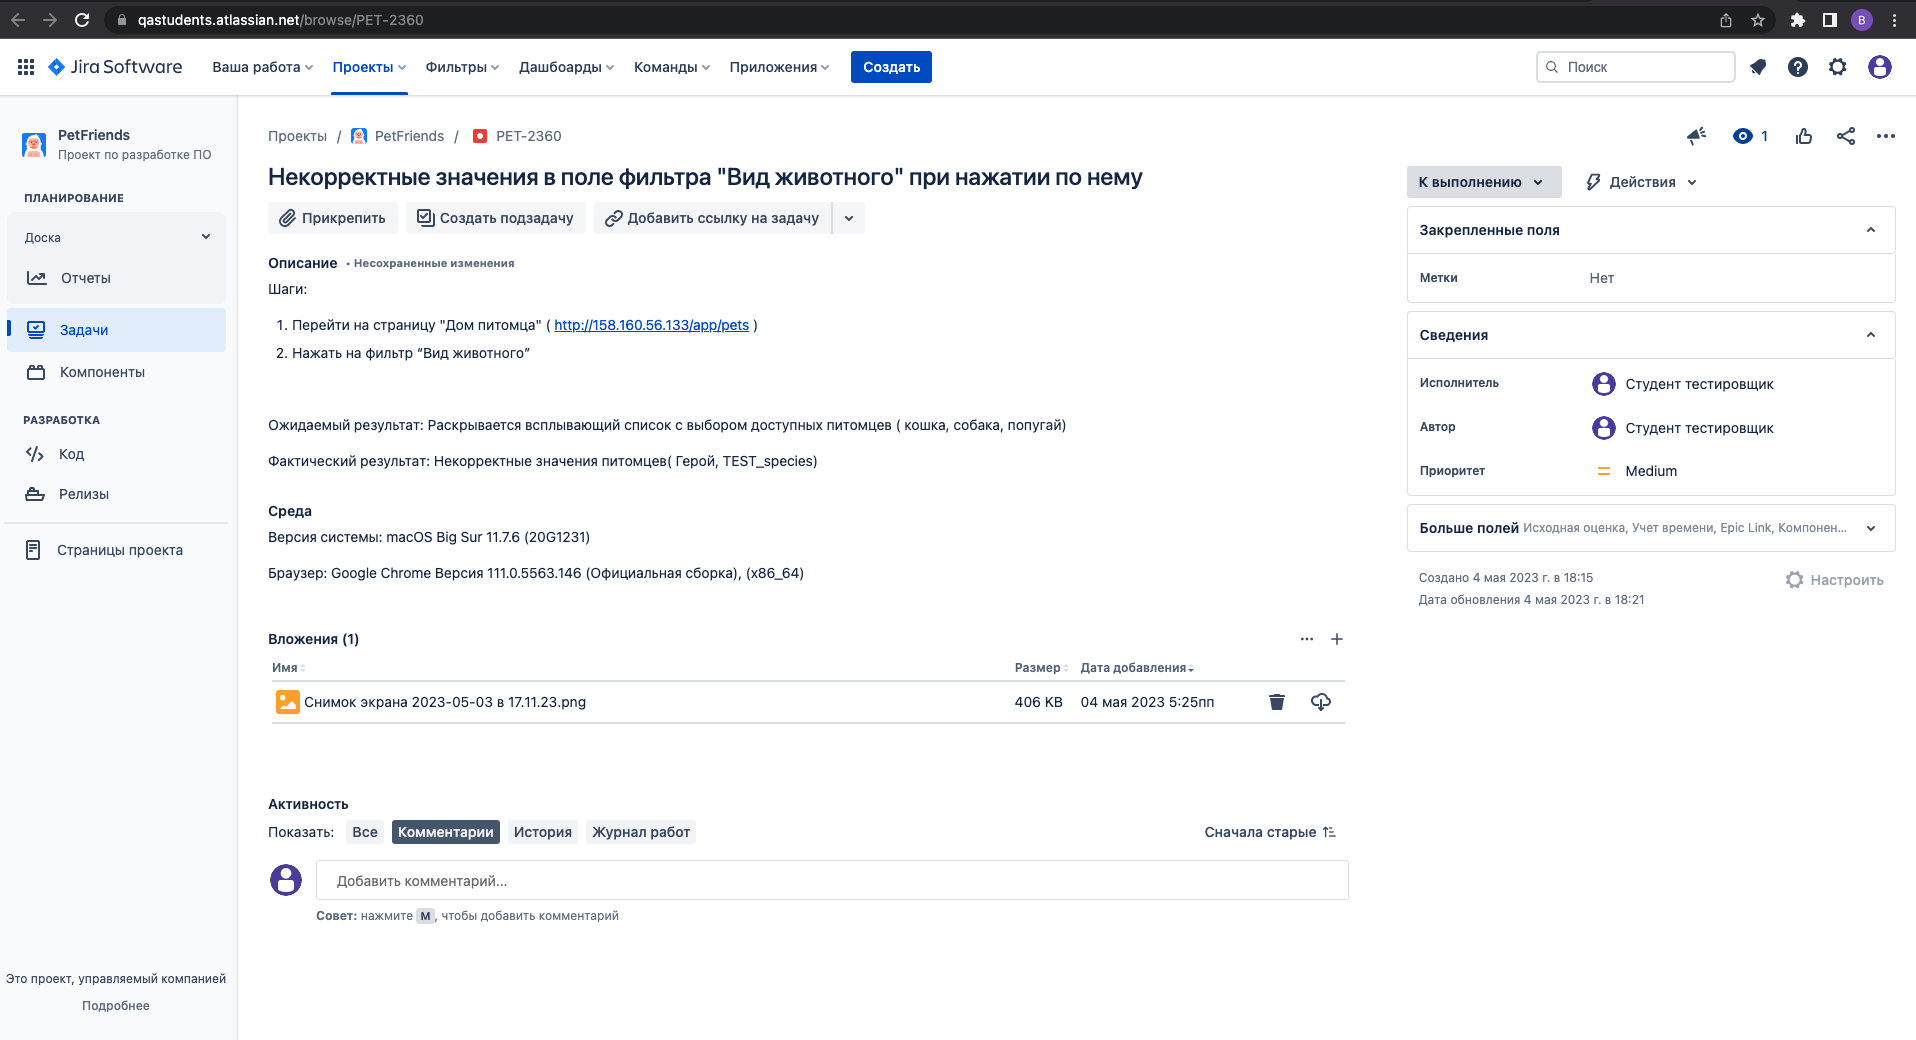 qastudents.atlassian.net/browse/PET-2360
B
Jira Software
Ваша работа
Проекты
Фильтры
Дашборды
Команды
Приложения
Создать
Поиск
PetFriends
Проект по разработке ПО
ПЛАНИРОВАНИЕ
Доска
Отчеты
Задачи
Компоненты
РАЗРАБОТКА
Код
Релизы
Страницы проекта
Это проект, управляемый компанией
Подробнее
Проекты / PetFriends / PET-2360
Некорректные значения в поле фильтра "Вид животного" при нажатии по нему
Прикрепить
Создать подзадачу
Добавить ссылку на задачу
Описание • Несохраненные изменения
Шаги:
1. Перейти на страницу "Дом питомца" ( http://158.160.56.133/app/pets )
2. Нажать на фильтр “Вид животного”
Ожидаемый результат: Раскрывается всплывающий список с выбором доступных питомцев ( кошка, собака, попугай)
Фактический результат: Некорректные значения питомцев( Герой, TEST_species)
Среда
Версия системы: macOS Big Sur 11.7.6 (20G1231)
Браузер: Google Chrome Версия 111.0.5563.146 (Официальная сборка), (x86_64)
Вложения (1)
Имя Размер Дата добавления
Снимок экрана 2023-05-03 в 17.11.23.png 406 KB 04 мая 2023 5:25пп
Активность
Показать: Все Комментарии История Журнал работ Сначала старые
Добавить комментарий...
Совет: нажмите M, чтобы добавить комментарий
1
К выполнению
Действия
Закрепленные поля
Метки Нет
Сведения
Исполнитель Студент тестировщик
Автор Студент тестировщик
Приоритет Medium
Больше полей Исходная оценка, Учет времени, Epic Link, Компонен...
Создано 4 мая 2023 г. в 18:15
Дата обновления 4 мая 2023 г. в 18:21
Настроить